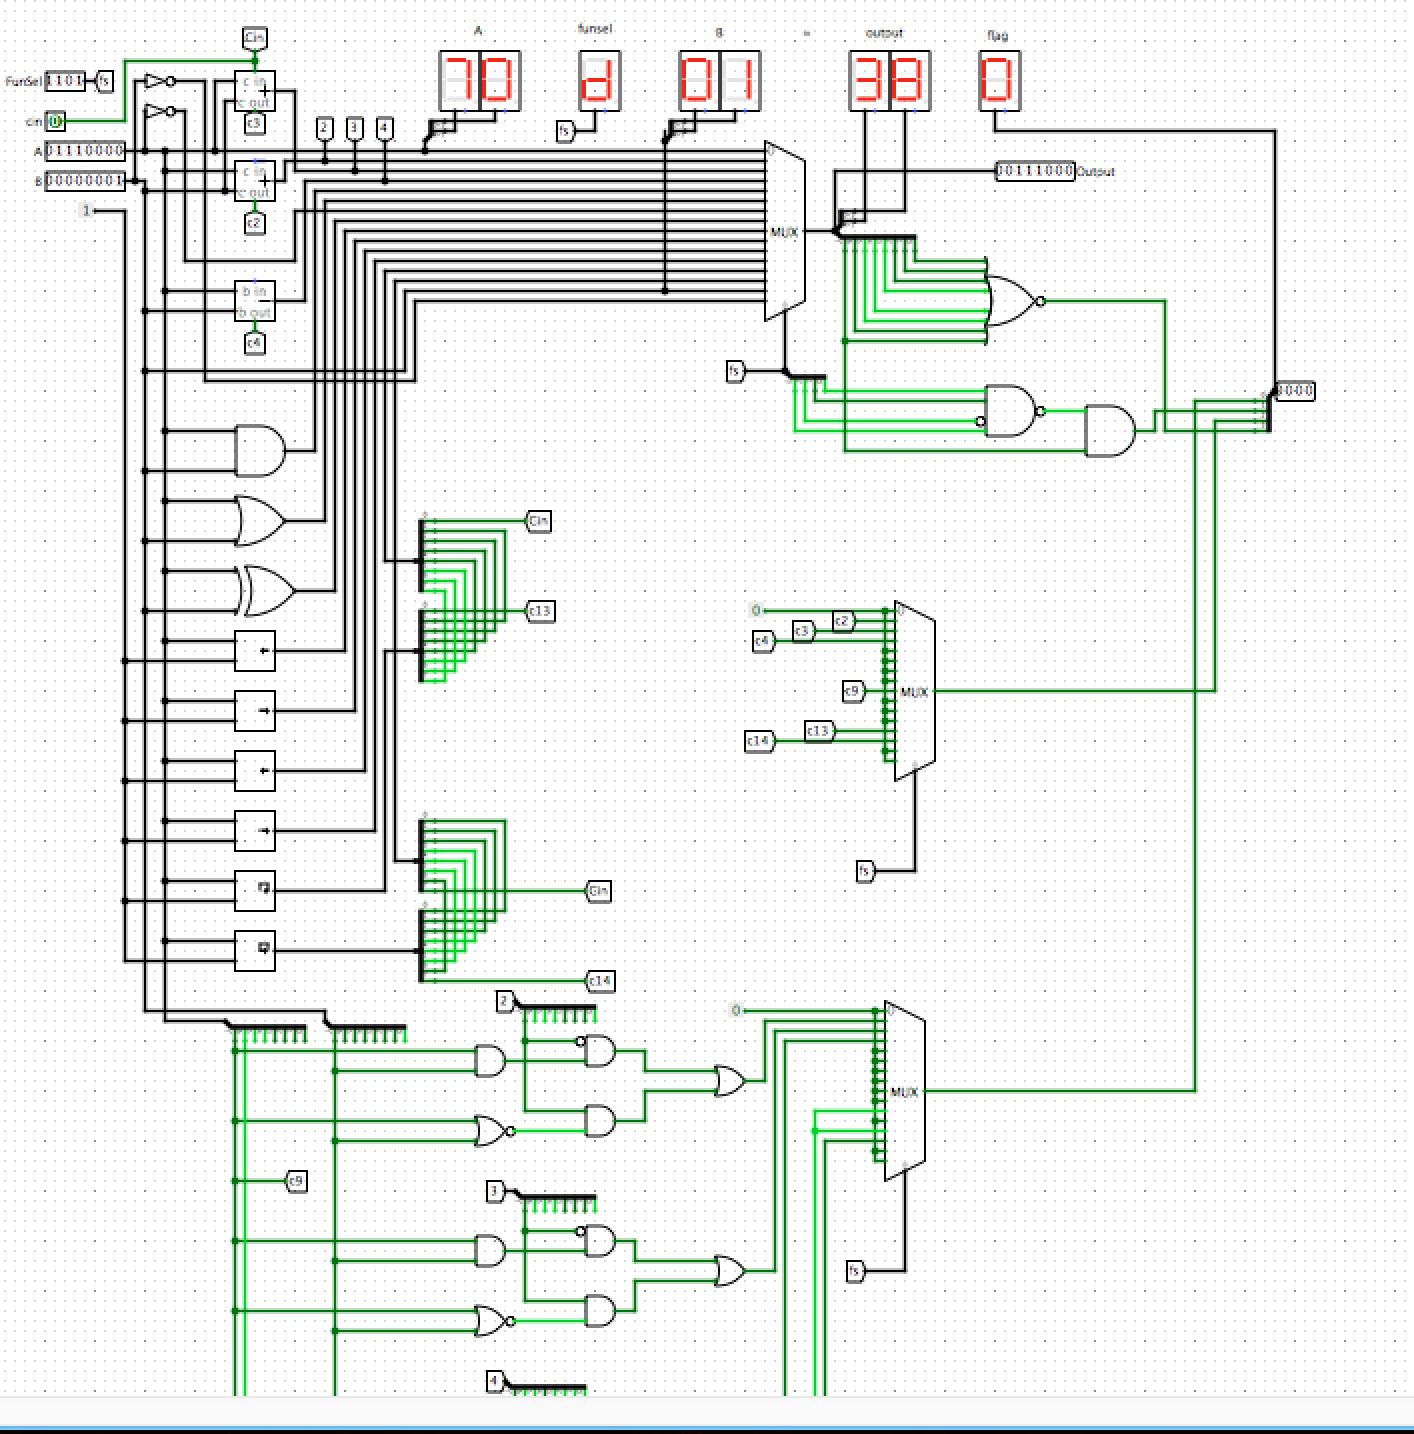 A funsel B = output flag
70 d 01 38 0
Cin
FunSel 1101 fs
c in
c out
c3
cin 0
2 3 4
fs
A 01110000
B 00000001
c in
c out
c2
1
0
MUX
00111000 Output
b in
b out
c4
fs
0000
Cin
c13
0
c2
c3
c4
c9
MUX
c13
c14
fs
Cin
c14
2
0
MUX
c9
3
fs
4